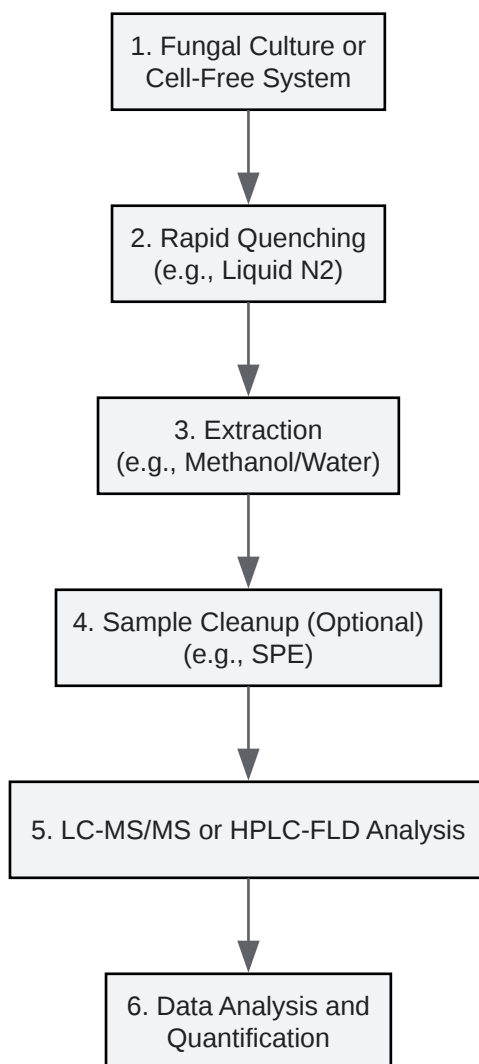 1. Fungal Culture or
Cell-Free System
2. Rapid Quenching
(e.g., Liquid N2)
3. Extraction
(e.g., Methanol/Water)
4. Sample Cleanup (Optional)
(e.g., SPE)
5. LC-MS/MS or HPLC-FLD Analysis
6. Data Analysis and
Quantification